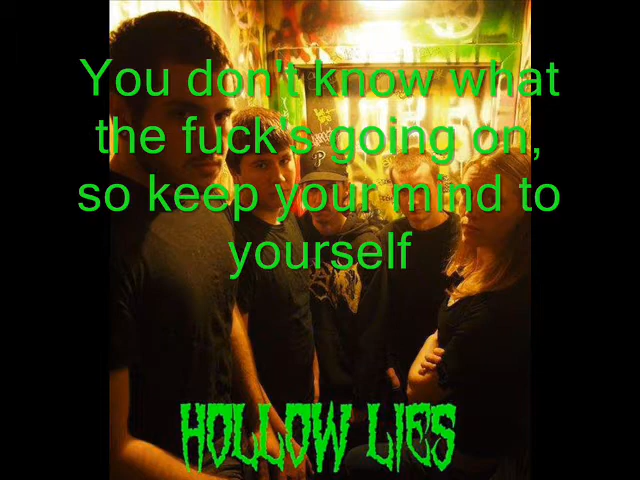 You don't know what
the fuck's going on,
so keep your mind to
yourself
HOLLOW LIES